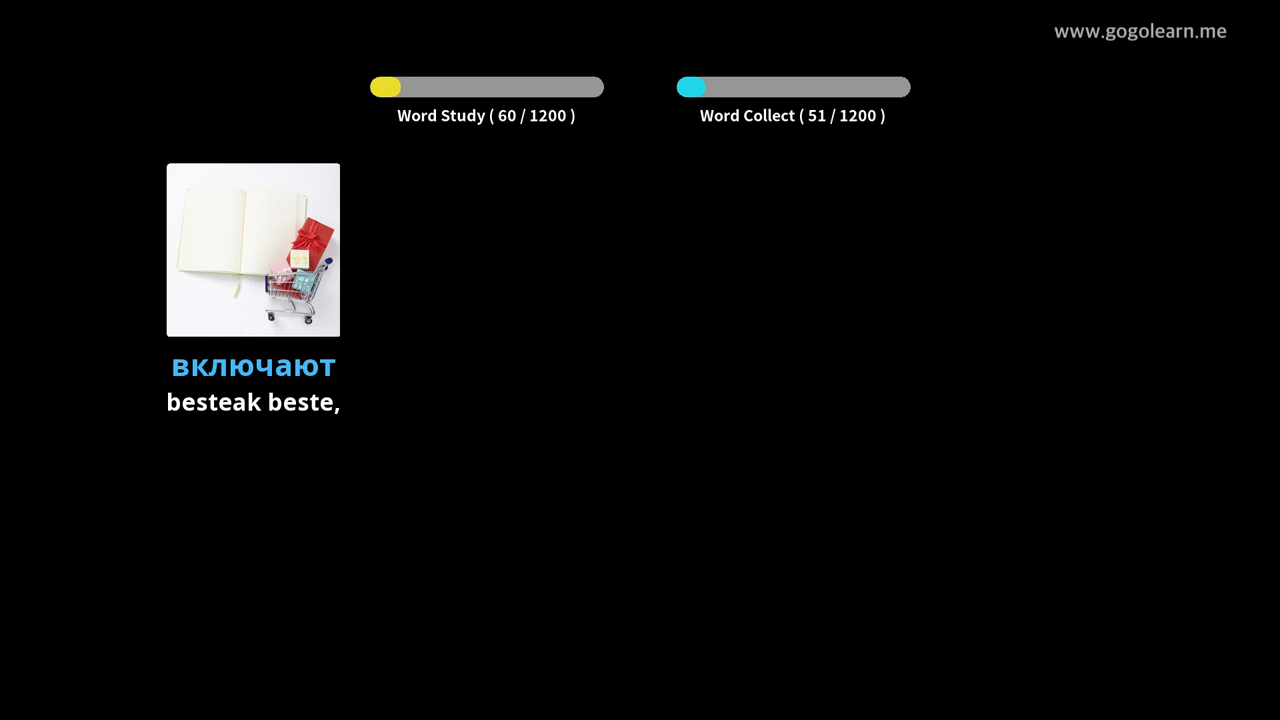 www.gogolearn.me
Word Study ( 60 / 1200 )
Word Collect ( 51 / 1200 )
включают
besteak beste,